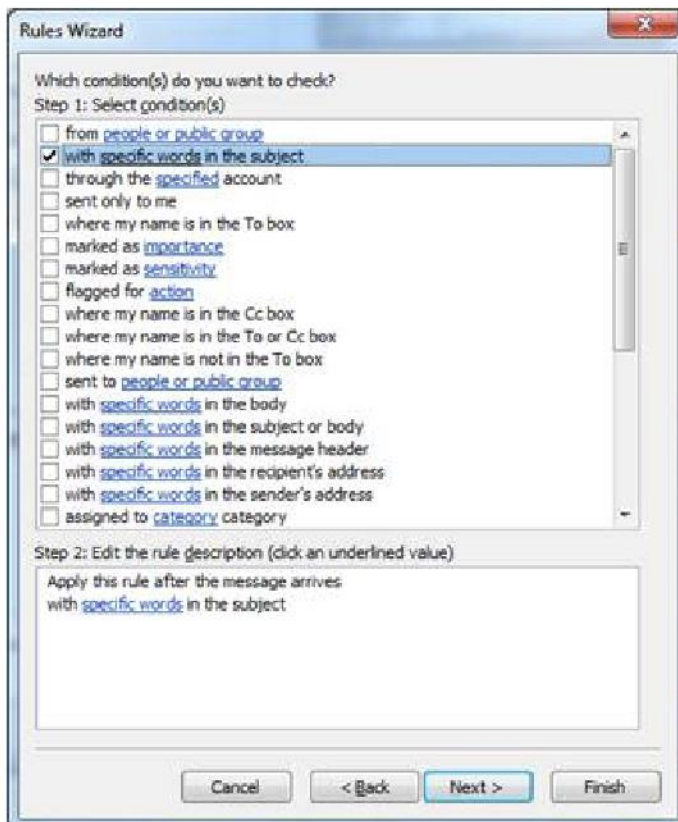 Rules Wizard
Which condition(s) do you want to check?
Step 1: Select condition(s)
from people or public group
with specific words in the subject
through the specified account
sent only to me
where my name is in the To box
marked as importance
marked as sensitivity
flagged for action
where my name is in the Cc box
where my name is in the To or Cc box
where my name is not in the To box
sent to people or public group
with specific words in the body
with specific words in the subject or body
with specific words in the message header
with specific words in the recipient's address
with specific words in the sender's address
assigned to category category
Step 2: Edit the rule description (click an underlined value)
Apply this rule after the message arrives
with specific words in the subject
Cancel < Back Next > Finish